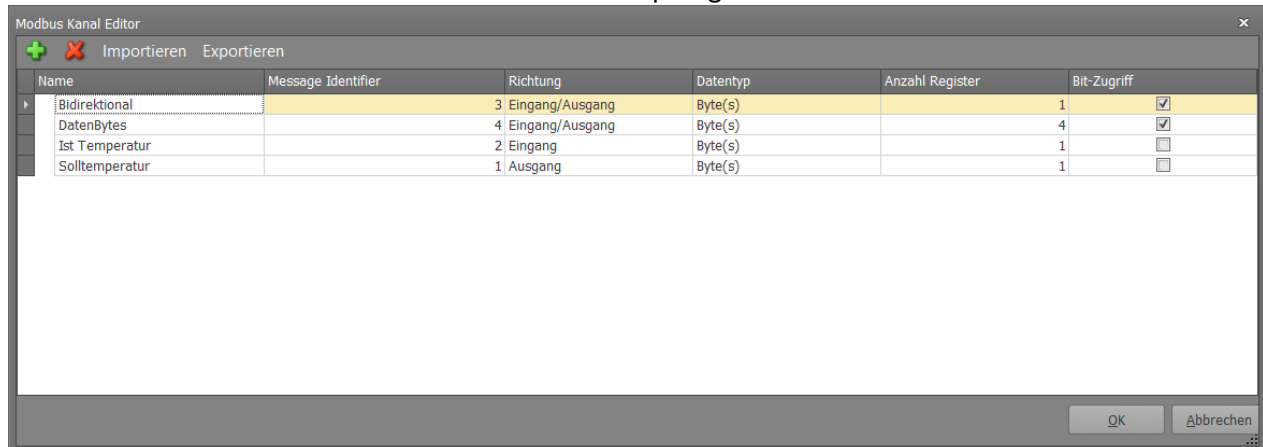 Modbus Kanal Editor
Importieren Exportieren
Name Message Identifier Richtung Datentyp Anzahl Register Bit-Zugriff
Bidirektional 3 Eingang/Ausgang Byte(s) 1
DatenBytes 4 Eingang/Ausgang Byte(s) 4
Ist Temperatur 2 Eingang Byte(s) 1
Solltemperatur 1 Ausgang Byte(s) 1
OK Abbrechen